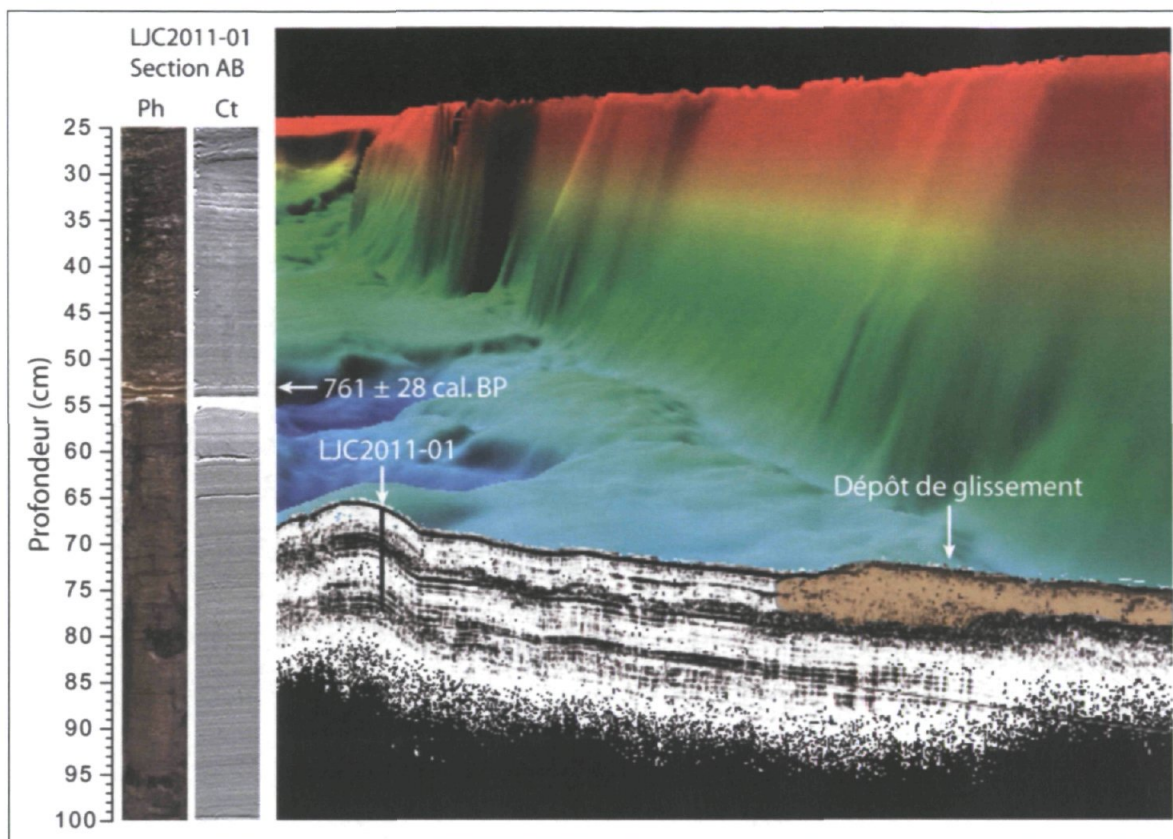 LJC2011-01
Section AB
Ph Ct
Profondeur (cm)
25
30
35
40
45
50
55
60
65
70
75
80
85
90
95
100
761 ± 28 cal. BP
LJC2011-01
Dépôt de glissement